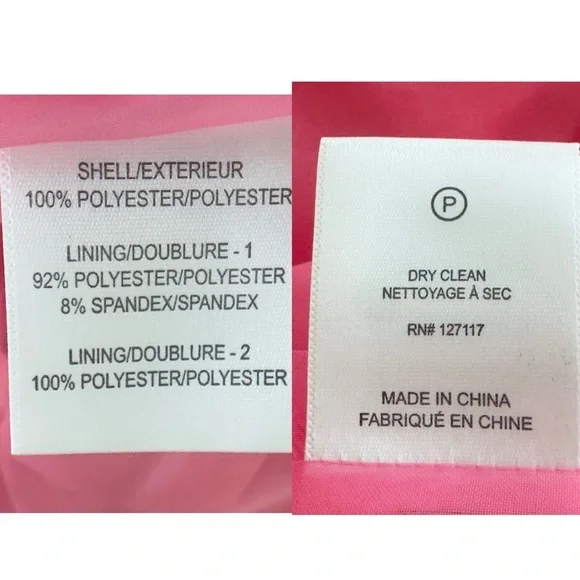 SHELL/EXTERIEUR
100% POLYESTER/POLYESTER
LINING/DOUBLURE - 1
92% POLYESTER/POLYESTER
8% SPANDEX/SPANDEX
LINING/DOUBLURE - 2
100% POLYESTER/POLYESTER
P
DRY CLEAN
NETTOYAGE À SEC
RN# 127117
MADE IN CHINA
FABRIQUÉ EN CHINE